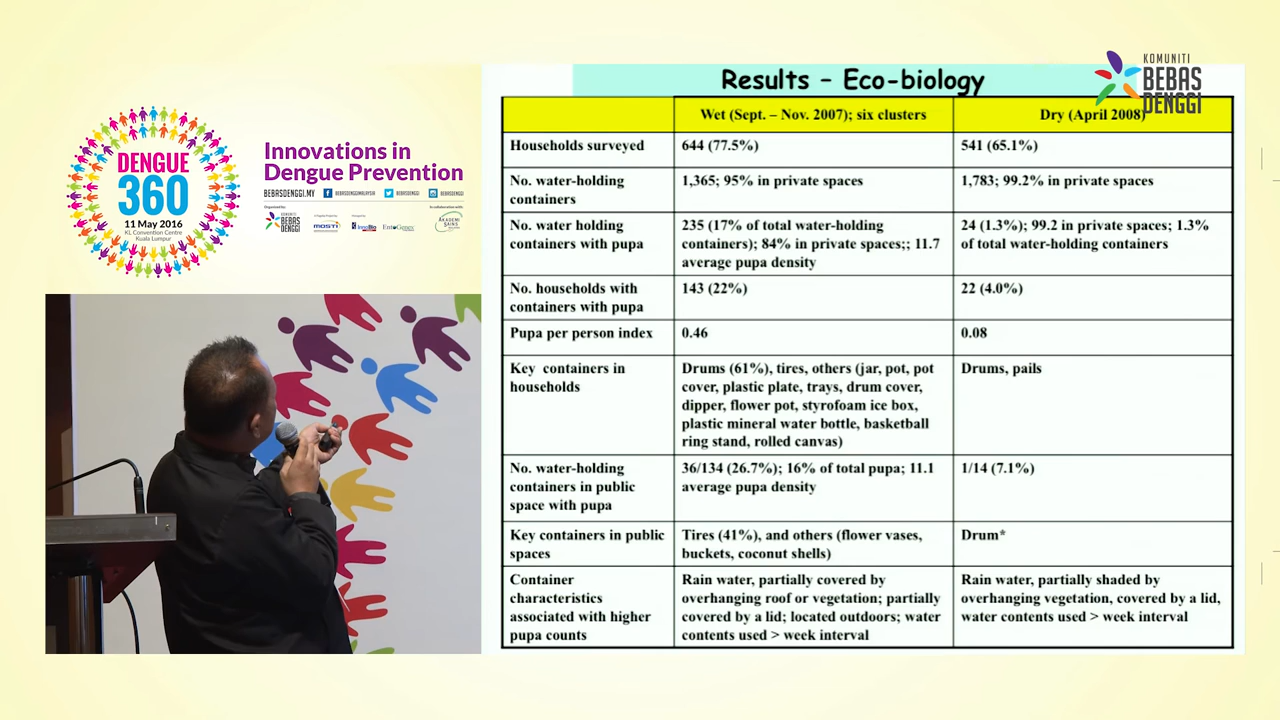 DENGUE
360
11 May 2016
KL Convention Centre
Kuala Lumpur
Innovations in
Dengue Prevention
BEBASDENGGI.MY
BEBASDENGGIMALAYSIA
BEBASDENGGI
BEBASDENGGI
KOMUNITI
BEBAS
DENGGI
MOSTI
InnoBio
EntoGenex
AKADEMI
SAINS
KOMUNITI
BEBAS
DENGGI
Results – Eco-biology
Wet (Sept. – Nov. 2007); six clusters
Dry (April 2008)
Households surveyed
644 (77.5%)
541 (65.1%)
No. water-holding
containers
1,365; 95% in private spaces
1,783; 99.2% in private spaces
No. water holding
containers with pupa
235 (17% of total water-holding
containers); 84% in private spaces;; 11.7
average pupa density
24 (1.3%); 99.2 in private spaces; 1.3%
of total water-holding containers
No. households with
containers with pupa
143 (22%)
22 (4.0%)
Pupa per person index
0.46
0.08
Key containers in
households
Drums (61%), tires, others (jar, pot, pot
cover, plastic plate, trays, drum cover,
dipper, flower pot, styrofoam ice box,
plastic mineral water bottle, basketball
ring stand, rolled canvas)
Drums, pails
No. water-holding
containers in public
space with pupa
36/134 (26.7%); 16% of total pupa; 11.1
average pupa density
1/14 (7.1%)
Key containers in public
spaces
Tires (41%), and others (flower vases,
buckets, coconut shells)
Drum*
Container
characteristics
associated with higher
pupa counts
Rain water, partially covered by
overhanging roof or vegetation; partially
covered by a lid; located outdoors; water
contents used > week interval
Rain water, partially shaded by
overhanging vegetation, covered by a lid,
water contents used > week interval